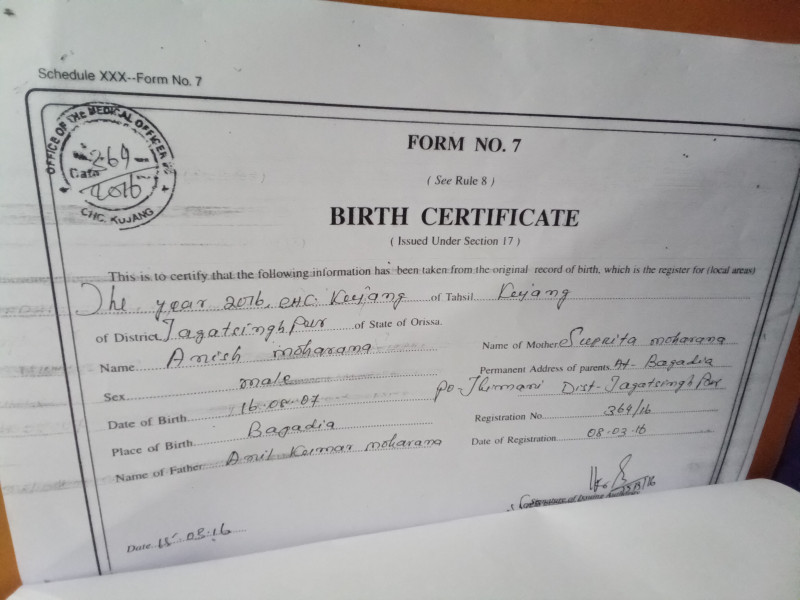 Schedule XXX--Form No. 7
OFFICE OF THE MEDICAL OFFICER
364
Data
2016
CHC. KUJANG
FORM NO. 7
( See Rule 8 )
BIRTH CERTIFICATE
( Issued Under Section 17 )
This is to certify that the following information has been taken from the original record of birth, which is the register for (local areas)
The year 2016, CHC. Kujang of Tahsil Kujang
of District Jagatsinghpur of State of Orissa.
Name Anish moharana
Sex male
Date of Birth 16.08.07
Place of Birth Bagadia
Name of Father Anil Kumar moharana
Name of Mother Suprita moharana
Permanent Address of parents At- Bagadia
Po- Jhimani Dist- Jagatsinghpur
Registration No. 364/16
Date of Registration 08.03.16
Date 15.03.16